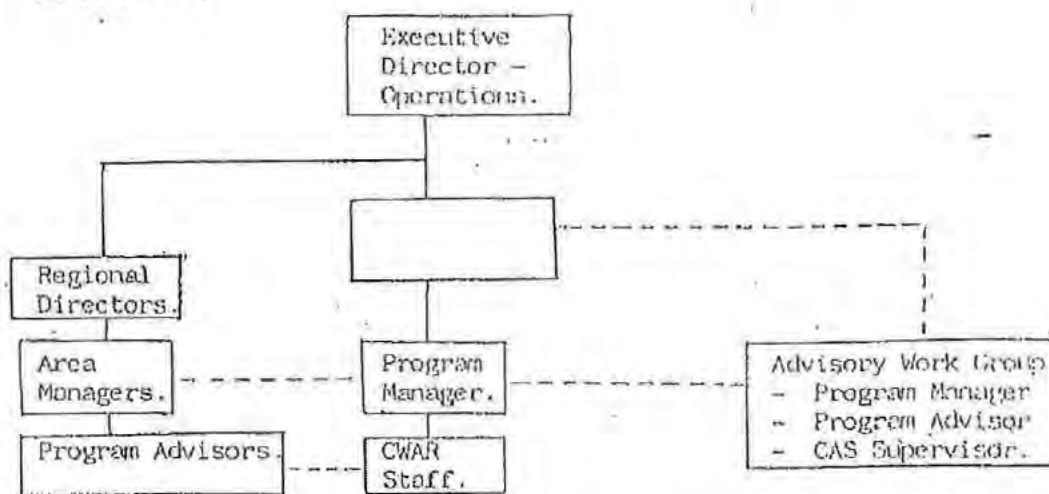 Executive
Director –
Operations.
Regional
Directors.
Area
Managers.
Program
Manager.
Advisory Work Group
- Program Manager
- Program Advisor
- CAS Supervisor.
Program Advisors.
CWAR
Staff.